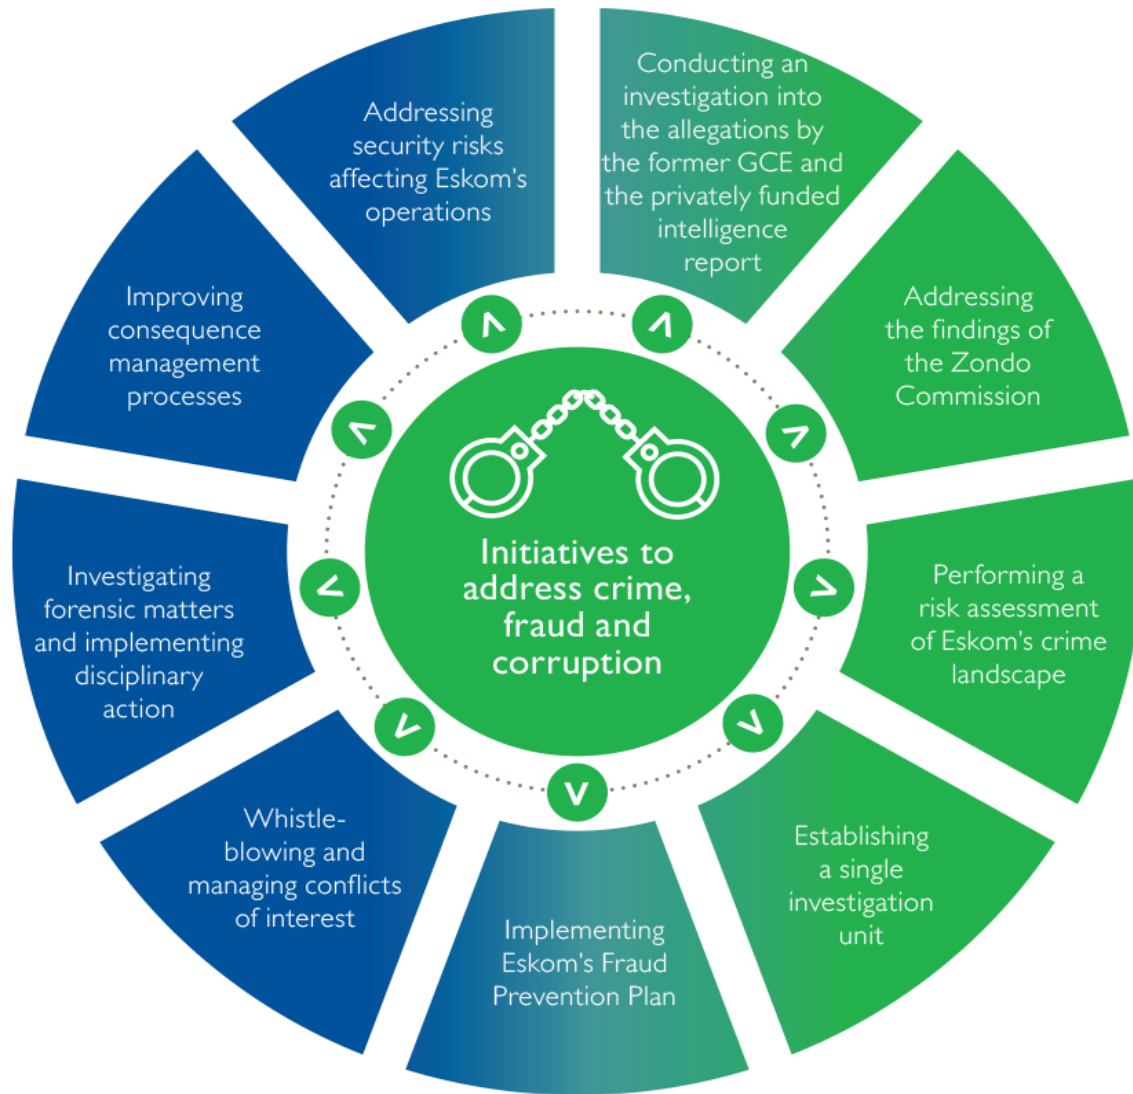 Initiatives to
address crime,
fraud and
corruption
Conducting an
investigation into
the allegations by
the former GCE and
the privately funded
intelligence
report
Addressing
the findings of
the Zondo
Commission
Performing a
risk assessment
of Eskom's crime
landscape
Establishing
a single
investigation
unit
Implementing
Eskom's Fraud
Prevention Plan
Whistle-
blowing and
managing conflicts
of interest
Investigating
forensic matters
and implementing
disciplinary
action
Improving
consequence
management
processes
Addressing
security risks
affecting Eskom's
operations